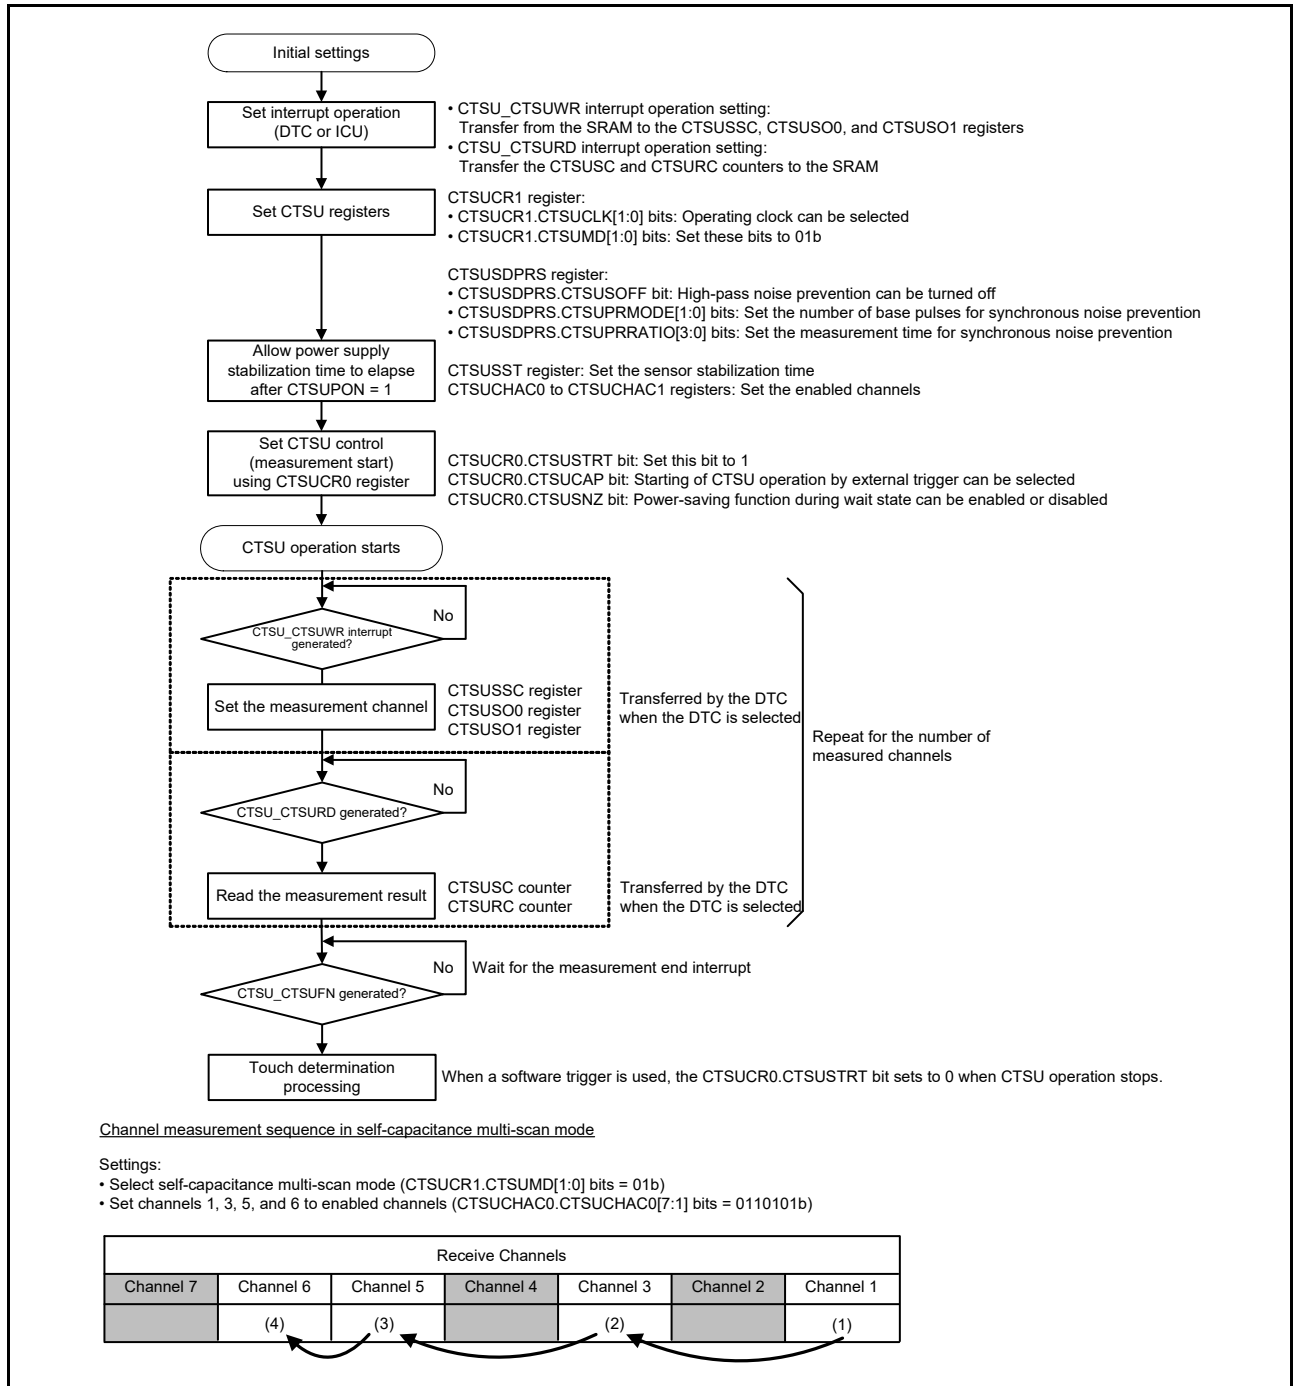 Initial settings
Set interrupt operation
(DTC or ICU)
• CTSU_CTSUWR interrupt operation setting:
Transfer from the SRAM to the CTSUSSC, CTSUSO0, and CTSUSO1 registers
• CTSU_CTSURD interrupt operation setting:
Transfer the CTSUSC and CTSURC counters to the SRAM
Set CTSU registers
CTSUCR1 register:
• CTSUCR1.CTSUCLK[1:0] bits: Operating clock can be selected
• CTSUCR1.CTSUMD[1:0] bits: Set these bits to 01b
CTSUSDPRS register:
• CTSUSDPRS.CTSUSOFF bit: High-pass noise prevention can be turned off
• CTSUSDPRS.CTSUPRMODE[1:0] bits: Set the number of base pulses for synchronous noise prevention
• CTSUSDPRS.CTSUPRRATIO[3:0] bits: Set the measurement time for synchronous noise prevention
Allow power supply
stabilization time to elapse
after CTSUPON = 1
CTSUSST register: Set the sensor stabilization time
CTSUCHAC0 to CTSUCHAC1 registers: Set the enabled channels
Set CTSU control
(measurement start)
using CTSUCR0 register
CTSUCR0.CTSUSTRT bit: Set this bit to 1
CTSUCR0.CTSUCAP bit: Starting of CTSU operation by external trigger can be selected
CTSUCR0.CTSUSNZ bit: Power-saving function during wait state can be enabled or disabled
CTSU operation starts
No
CTSU_CTSUWR interrupt
generated?
Set the measurement channel
CTSUSSC register
CTSUSO0 register
CTSUSO1 register
Transferred by the DTC
when the DTC is selected
Repeat for the number of
measured channels
No
CTSU_CTSURD generated?
Read the measurement result
CTSUSC counter
CTSURC counter
Transferred by the DTC
when the DTC is selected
No
Wait for the measurement end interrupt
CTSU_CTSUFN generated?
Touch determination
processing
When a software trigger is used, the CTSUCR0.CTSUSTRT bit sets to 0 when CTSU operation stops.
Channel measurement sequence in self-capacitance multi-scan mode
Settings:
• Select self-capacitance multi-scan mode (CTSUCR1.CTSUMD[1:0] bits = 01b)
• Set channels 1, 3, 5, and 6 to enabled channels (CTSUCHAC0.CTSUCHAC0[7:1] bits = 0110101b)
Receive Channels
Channel 7 Channel 6 Channel 5 Channel 4 Channel 3 Channel 2 Channel 1
(4) (3) (2) (1)